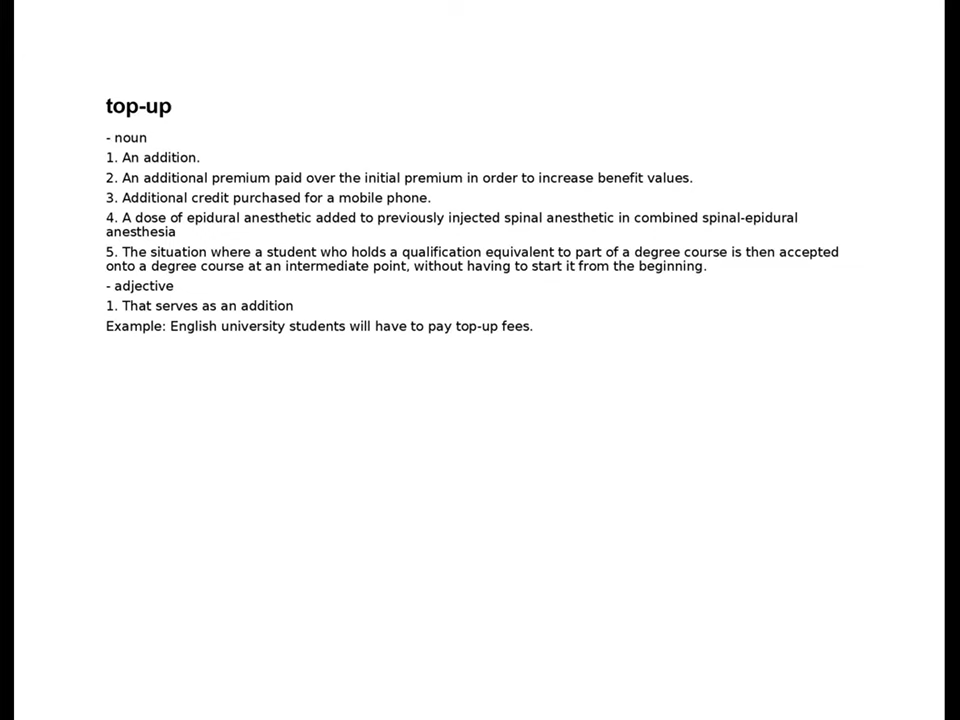 top-up
- noun
1. An addition.
2. An additional premium paid over the initial premium in order to increase benefit values.
3. Additional credit purchased for a mobile phone.
4. A dose of epidural anesthetic added to previously injected spinal anesthetic in combined spinal-epidural
anesthesia
5. The situation where a student who holds a qualification equivalent to part of a degree course is then accepted
onto a degree course at an intermediate point, without having to start it from the beginning.
- adjective
1. That serves as an addition
Example: English university students will have to pay top-up fees.